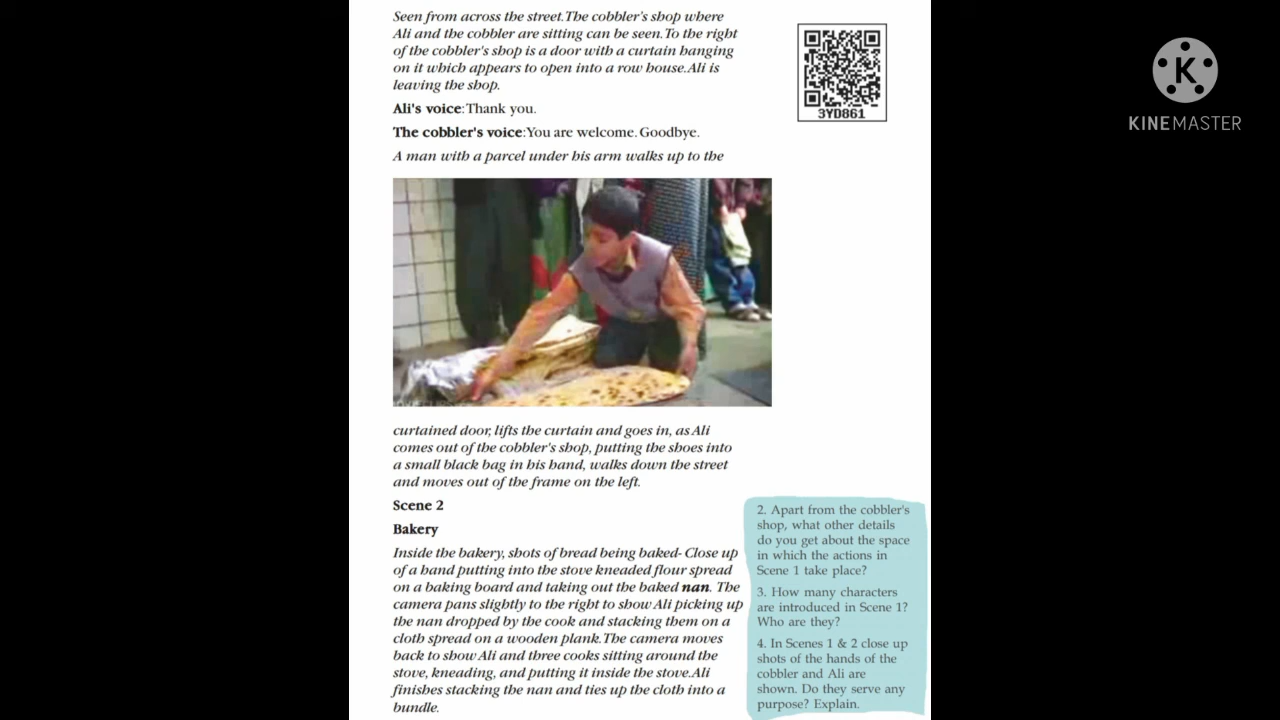 Seen from across the street. The cobbler's shop where
Ali and the cobbler are sitting can be seen. To the right
of the cobbler's shop is a door with a curtain hanging
on it which appears to open into a row house. Ali is
leaving the shop.
Ali's voice: Thank you.
The cobbler's voice: You are welcome. Goodbye.
A man with a parcel under his arm walks up to the
curtained door, lifts the curtain and goes in, as Ali
comes out of the cobbler's shop, putting the shoes into
a small black bag in his hand, walks down the street
and moves out of the frame on the left.
Scene 2
Bakery
Inside the bakery, shots of bread being baked- Close up
of a hand putting into the stove kneaded flour spread
on a baking board and taking out the baked nan. The
camera pans slightly to the right to show Ali picking up
the nan dropped by the cook and stacking them on a
cloth spread on a wooden plank. The camera moves
back to show Ali and three cooks sitting around the
stove, kneading, and putting it inside the stove. Ali
finishes stacking the nan and ties up the cloth into a
bundle.
3YD861
K
KINEMASTER
2. Apart from the cobbler's
shop, what other details
do you get about the space
in which the actions in
Scene 1 take place?
3. How many characters
are introduced in Scene 1?
Who are they?
4. In Scenes 1 & 2 close up
shots of the hands of the
cobbler and Ali are
shown. Do they serve any
purpose? Explain.